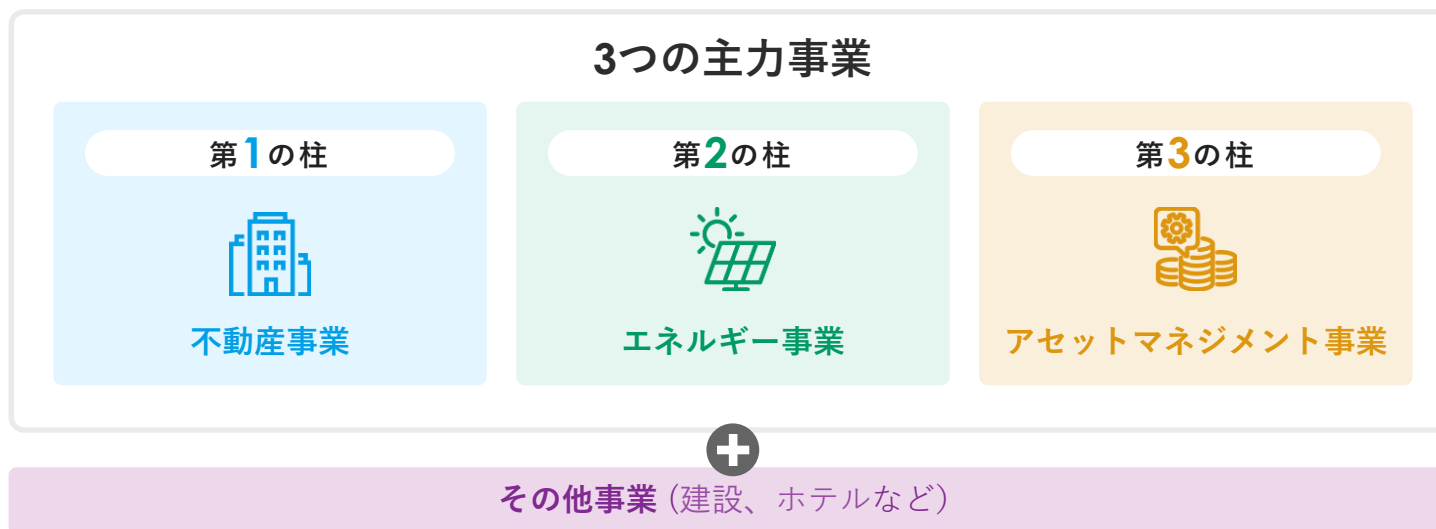 3つの主力事業
第1の柱
不動産事業
第2の柱
エネルギー事業
第3の柱
アセットマネジメント事業
その他事業 (建設、ホテルなど)